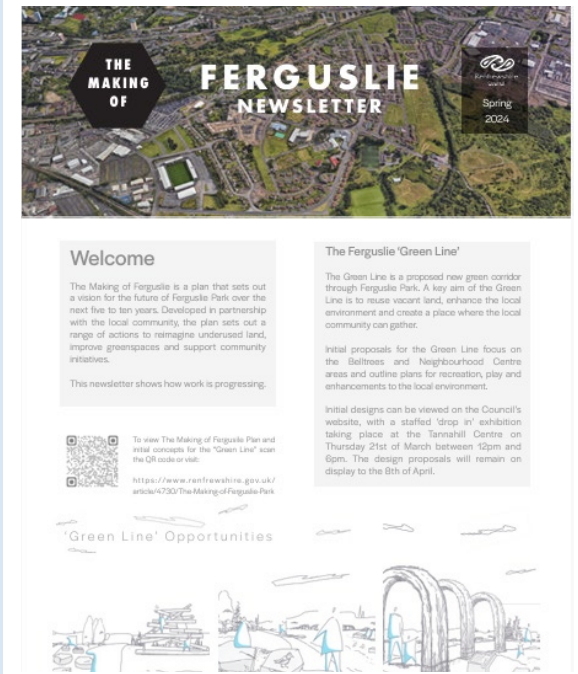 THE
MAKING
OF
FERGUSLIE
NEWSLETTER
Renfrewshire
Council
Spring
2024
Welcome
The Making of Ferguslie is a plan that sets out
a vision for the future of Ferguslie Park over the
next five to ten years. Developed in partnership
with the local community, the plan sets out a
range of actions to reimagine underused land,
improve greenspaces and support community
initiatives.
This newsletter shows how work is progressing.
To view The Making of Ferguslie Plan and
initial concepts for the "Green Line" scan
the QR code or visit:
https://www.renfrewshire.gov.uk/
article/4730/The-Making-of-Ferguslie-Park
The Ferguslie 'Green Line'
The Green Line is a proposed new green corridor
through Ferguslie Park. A key aim of the Green
Line is to reuse vacant land, enhance the local
environment and create a place where the local
community can gather.
Initial proposals for the Green Line focus on
the Belltrees and Neighbourhood Centre
areas and outline plans for recreation, play and
enhancements to the local environment.
Initial designs can be viewed on the Council's
website, with a staffed 'drop in' exhibition
taking place at the Tannahill Centre on
Thursday 21st of March between 12pm and
6pm. The design proposals will remain on
display to the 8th of April.
'Green Line' Opportunities